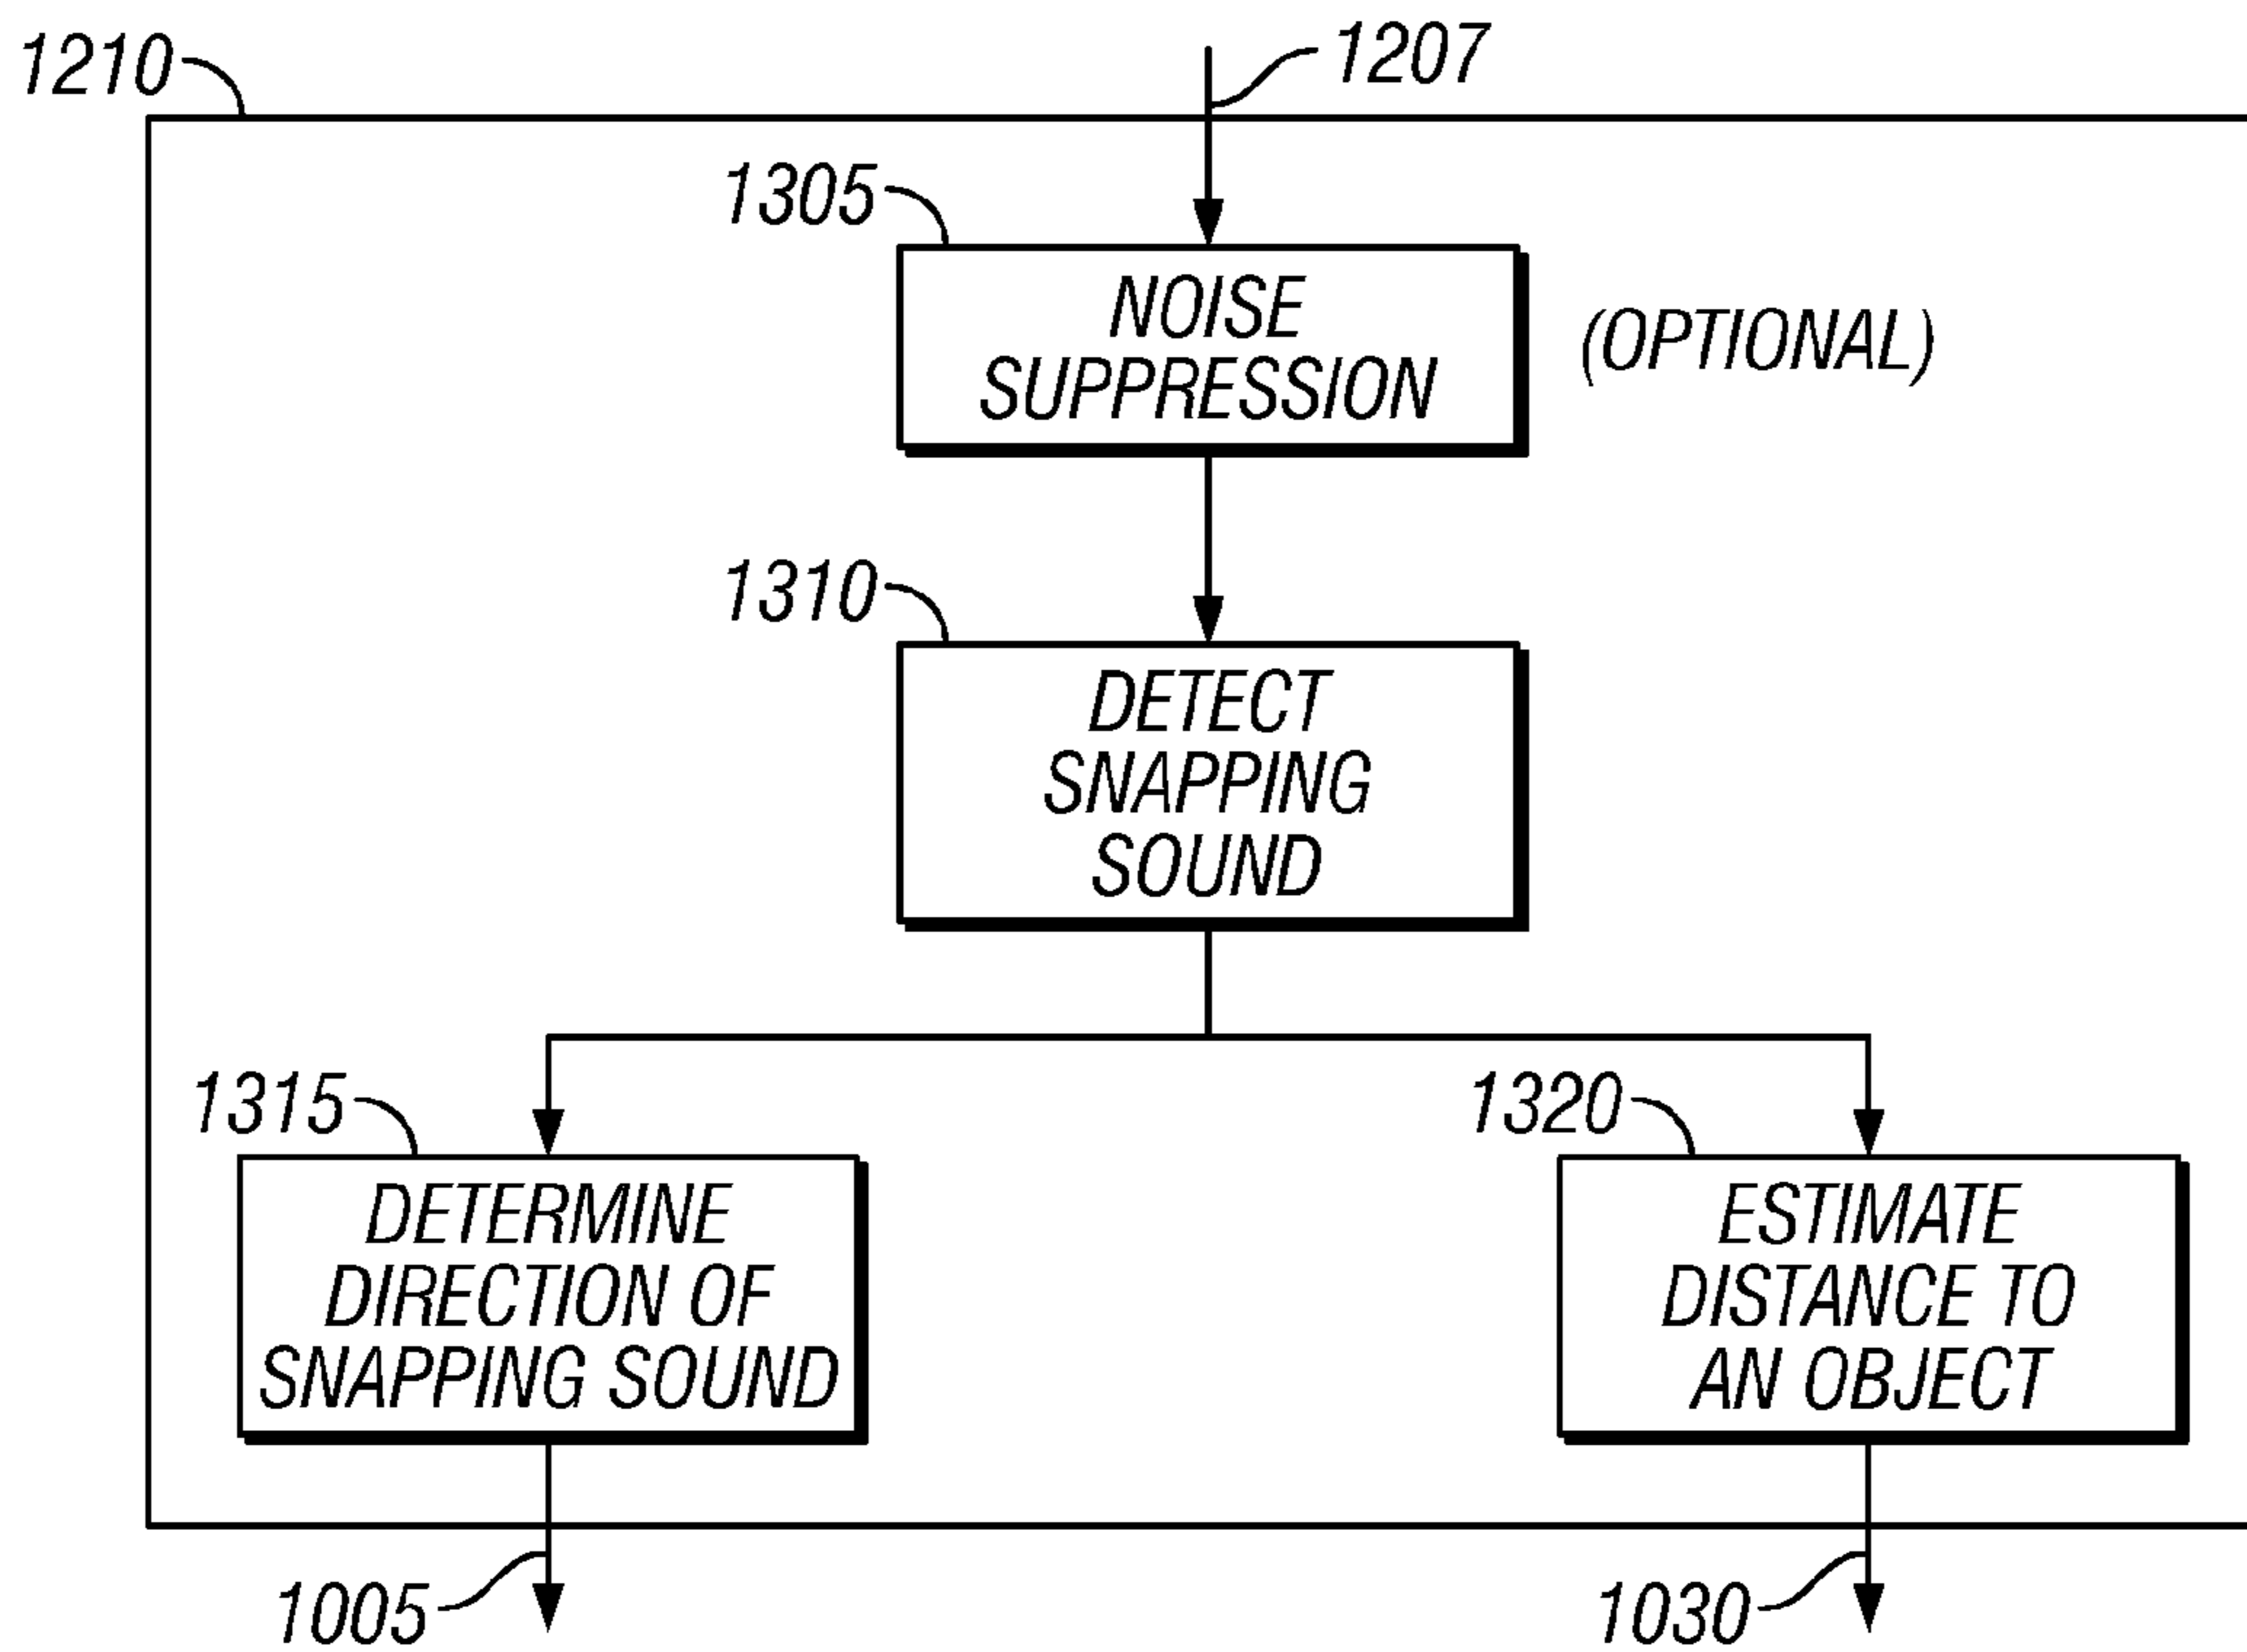 1210
1207
1305
NOISE
SUPPRESSION
(OPTIONAL)
1310
DETECT
SNAPPING
SOUND
1315
1320
DETERMINE
DIRECTION OF
SNAPPING SOUND
ESTIMATE
DISTANCE TO
AN OBJECT
1005
1030